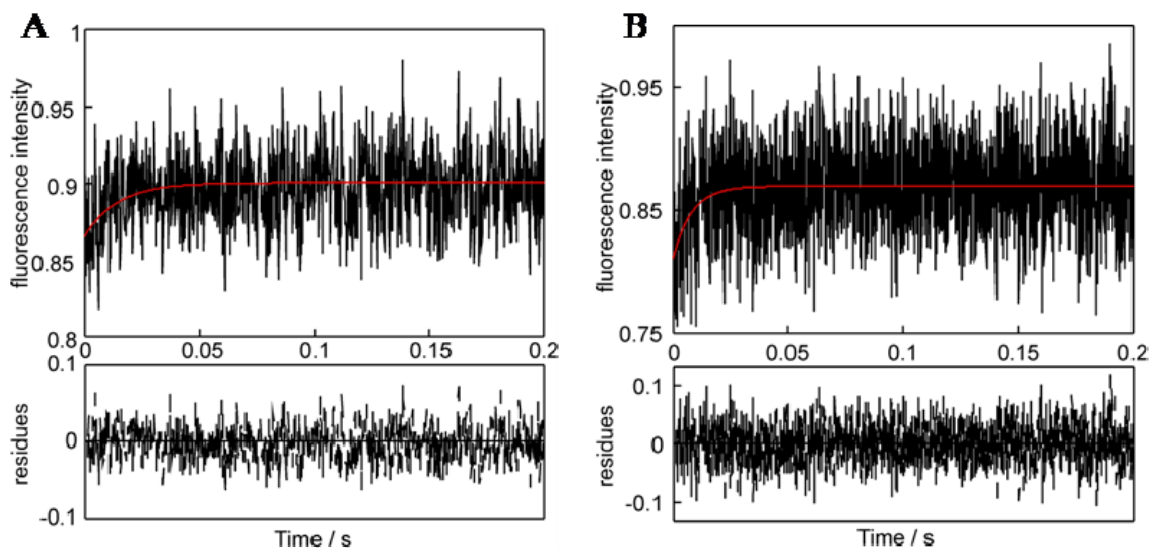 A
fluorescence intensity
1
0.95
0.9
0.85
0.8
0 0.05 0.1 0.15 0.2
residues
0.1
0
-0.1
Time / s
B
fluorescence intensity
0.95
0.85
0.75
0 0.05 0.1 0.15 0.2
residues
0.1
0
-0.1
Time / s